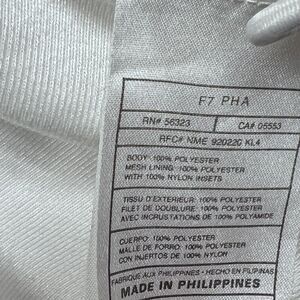 F7 PHA
RN# 56323 CA# 05553
RFC# NME 920220 KL4
BODY: 100% POLYESTER
MESH LINING: 100% POLYESTER
WITH 100% NYLON INSETS
TISSU D'EXTERIEUR: 100% POLYESTER
FILET DE DOUBLURE: 100% POLYESTER
AVEC INCRUSTATIONS DE 100% POLYAMIDE
CUERPO: 100% POLYESTER
MALLE DE FORRO: 100% POLYESTER
CON INJERTOS DE 100% NYLON
FABRIQUE AUX PHILIPPINES - HECHO EN FILIPINAS
MADE IN PHILIPPINES